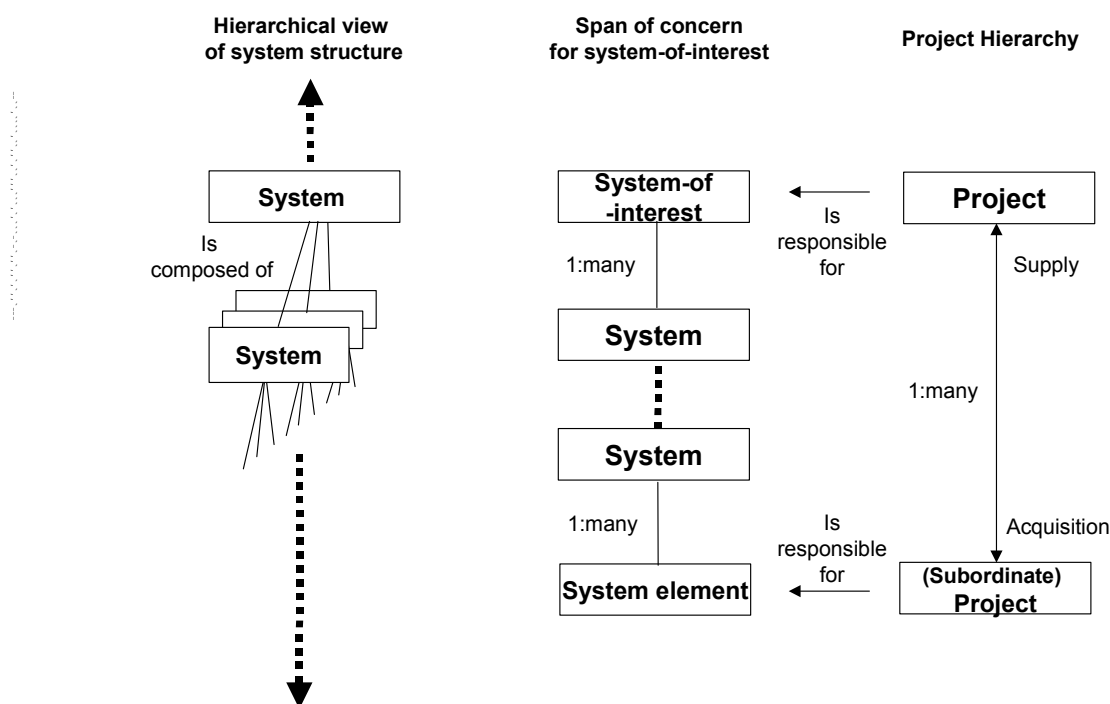 Hierarchical view
of system structure
Span of concern
for system-of-interest
Project Hierarchy
System
Is
composed of
System
System-of
-interest
1:many
System
System
1:many
System element
Is
responsible
for
Is
responsible
for
Project
Supply
1:many
Acquisition
(Subordinate)
Project